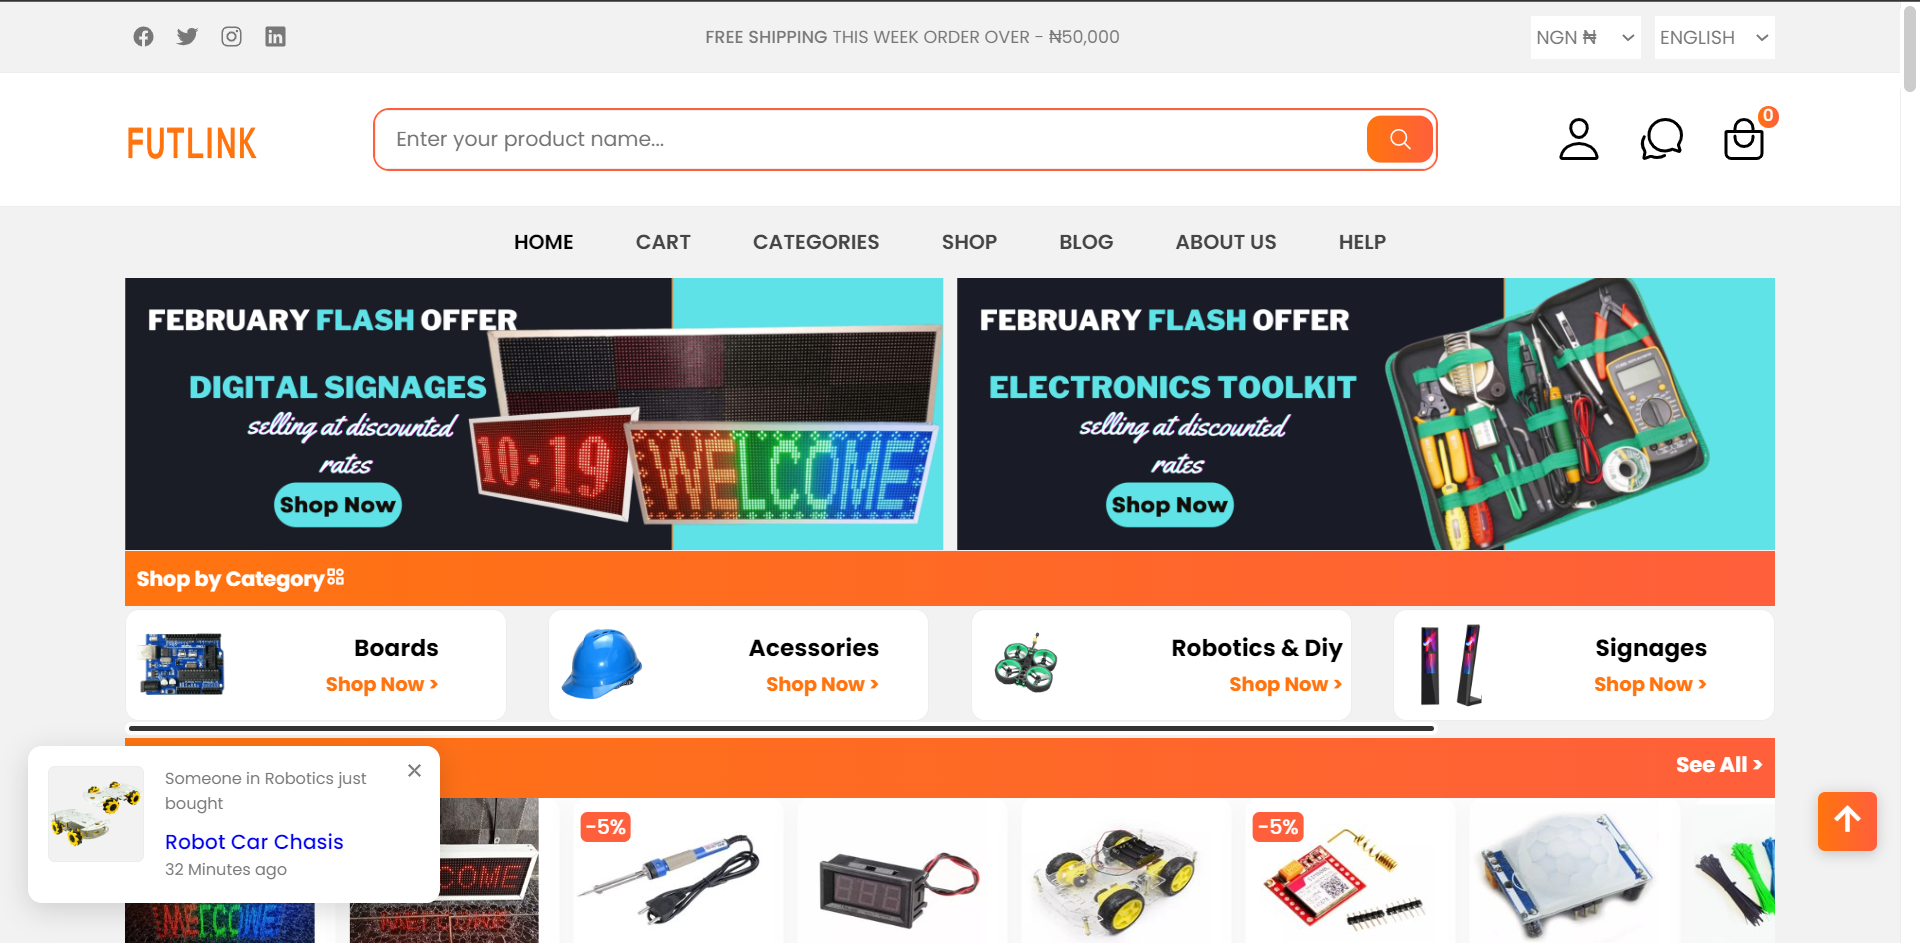 FREE SHIPPING THIS WEEK ORDER OVER - ₦50,000
NGN ₦
ENGLISH
FUTLINK
Enter your product name...
0
HOME
CART
CATEGORIES
SHOP
BLOG
ABOUT US
HELP
FEBRUARY FLASH OFFER
DIGITAL SIGNAGES
selling at discounted
rates
Shop Now
10:19
WELCOME
FEBRUARY FLASH OFFER
ELECTRONICS TOOLKIT
selling at discounted
rates
Shop Now
Shop by Category
Boards
Shop Now >
Acessories
Shop Now >
Robotics & Diy
Shop Now >
Signages
Shop Now >
See All >
Someone in Robotics just
bought
Robot Car Chasis
32 Minutes ago
-5%
-5%